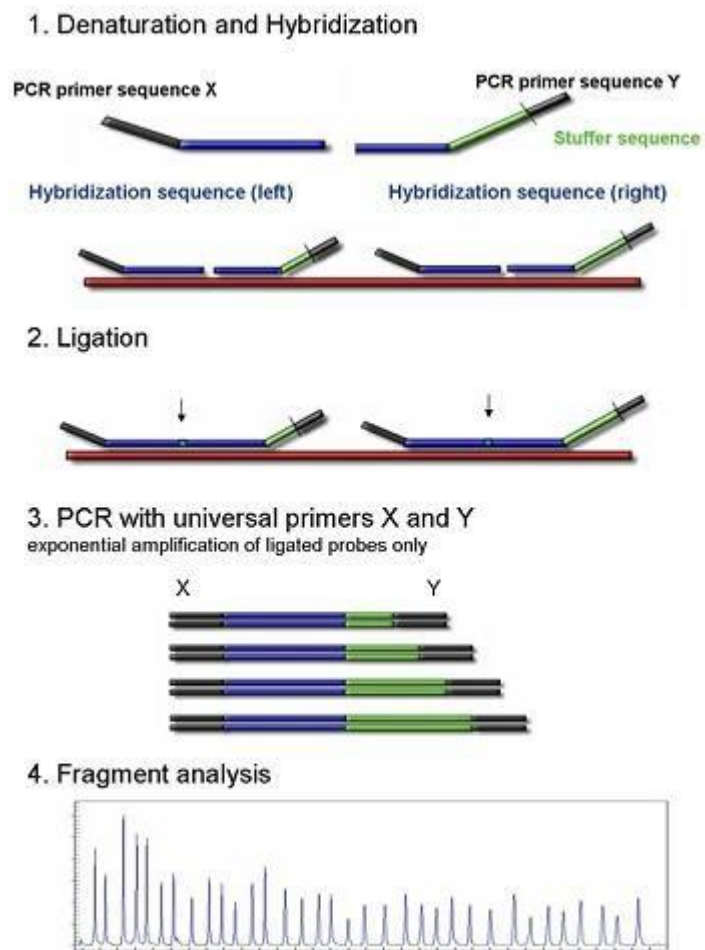 1. Denaturation and Hybridization
PCR primer sequence X
PCR primer sequence Y
Stuffer sequence
Hybridization sequence (left)
Hybridization sequence (right)
2. Ligation
3. PCR with universal primers X and Y
exponential amplification of ligated probes only
X
Y
4. Fragment analysis